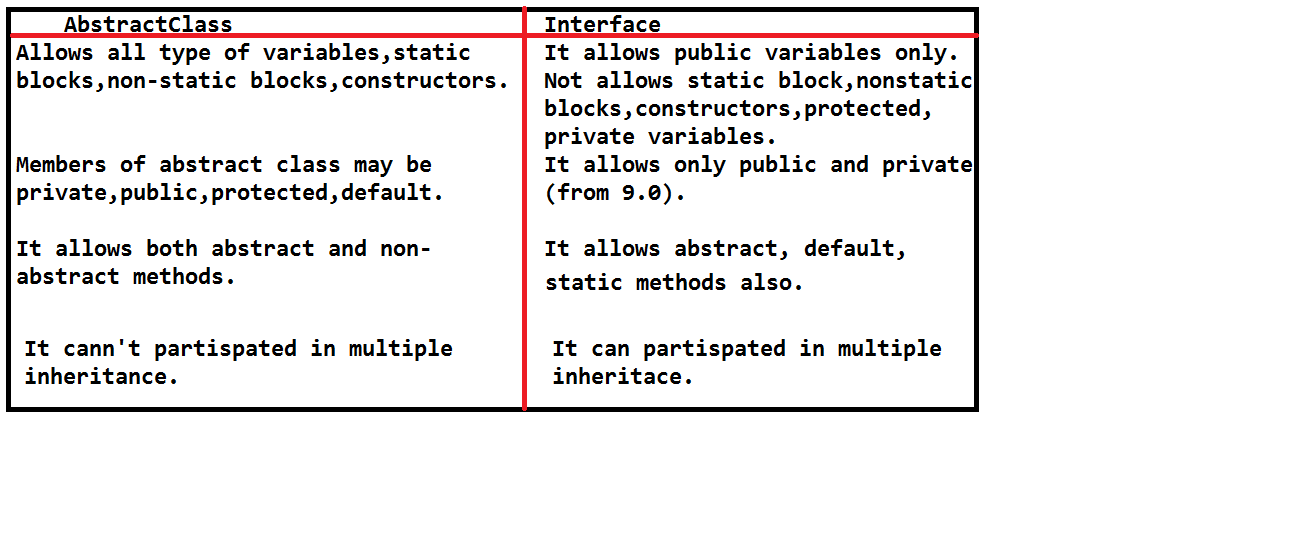 AbstractClass
Interface
Allows all type of variables,static
blocks,non-static blocks,constructors.
It allows public variables only.
Not allows static block,nonstatic
blocks,constructors,protected,
private variables.
Members of abstract class may be
private,public,protected,default.
It allows only public and private
(from 9.0).
It allows both abstract and non-
abstract methods.
It allows abstract, default,
static methods also.
It cann't partispated in multiple
inheritance.
It can partispated in multiple
inheritace.